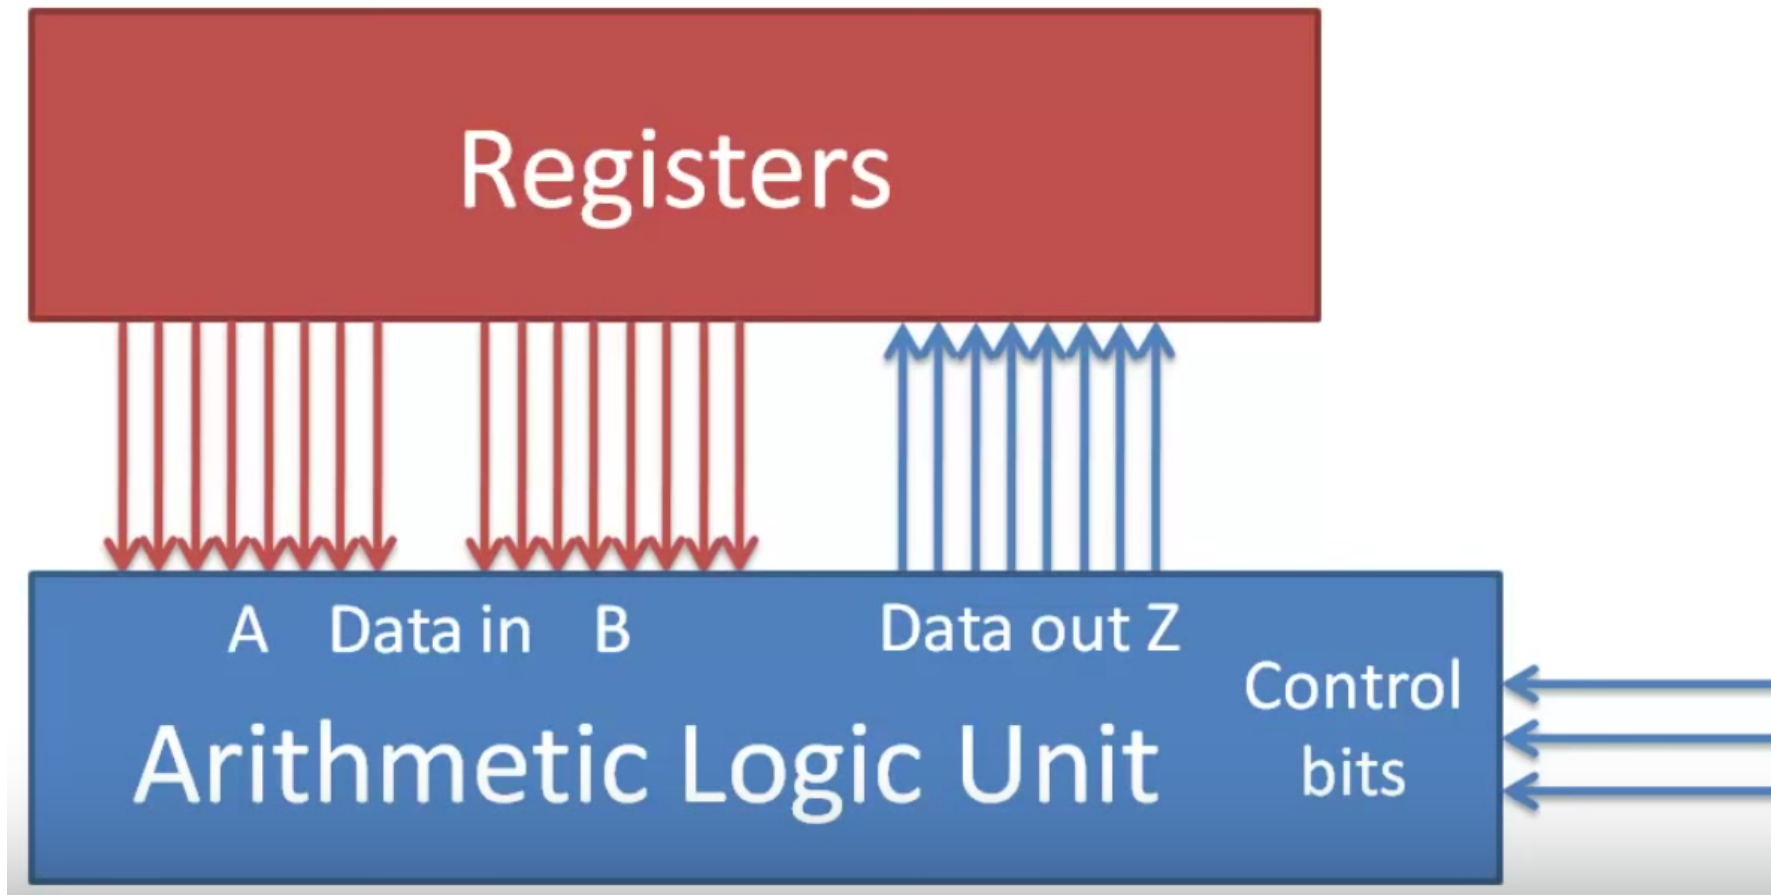 Registers
A Data in B
Data out Z
Control
bits
Arithmetic Logic Unit